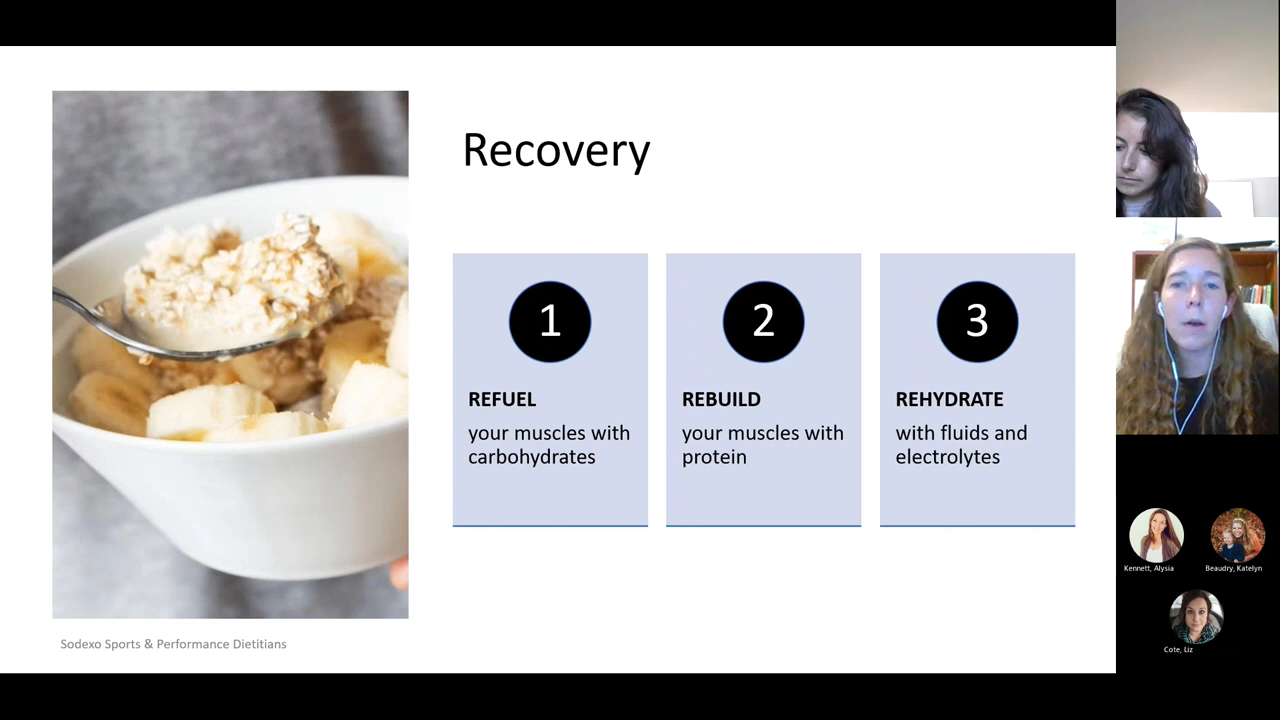 Recovery
1
REFUEL
your muscles with
carbohydrates
2
REBUILD
your muscles with
protein
3
REHYDRATE
with fluids and
electrolytes
Sodexo Sports & Performance Dietitians
Kennett, Alysia
Beaudry, Katelyn
Cote, Liz